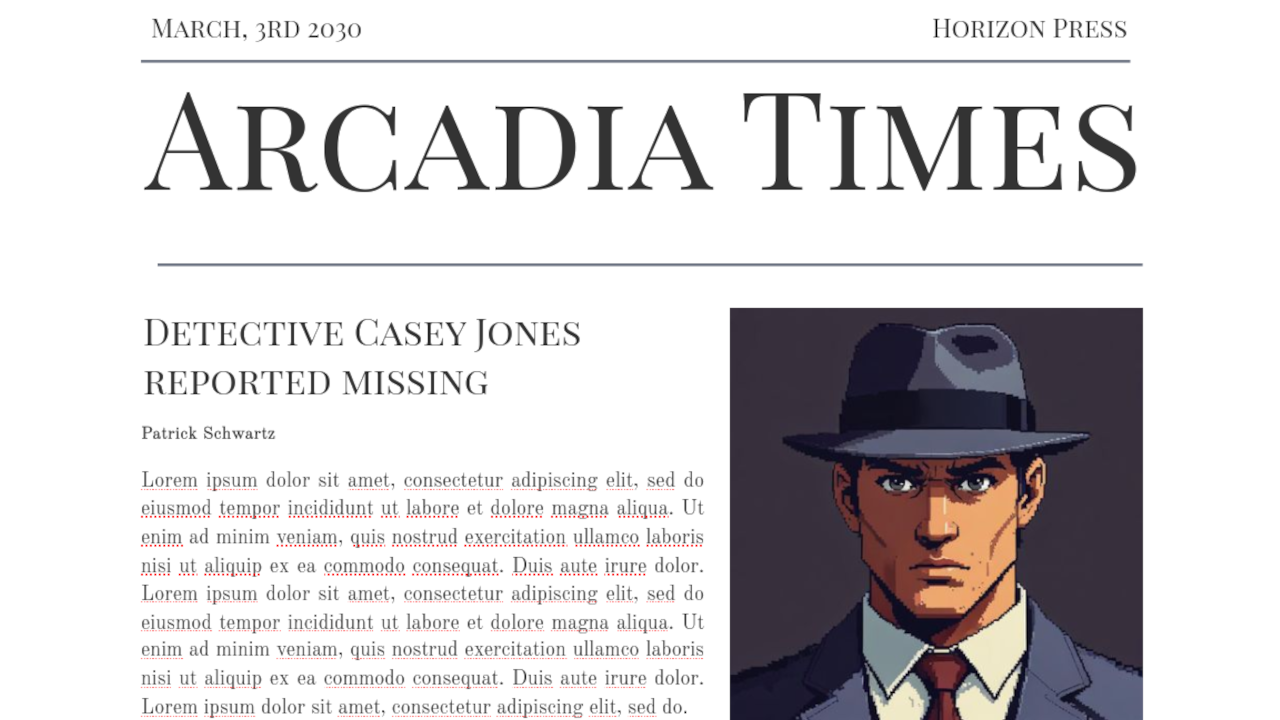 March, 3rd 2030
Horizon Press
Arcadia Times
Detective Casey Jones
reported missing
Patrick Schwartz
Lorem ipsum dolor sit amet, consectetur adipiscing elit, sed do
eiusmod tempor incididunt ut labore et dolore magna aliqua. Ut
enim ad minim veniam, quis nostrud exercitation ullamco laboris
nisi ut aliquip ex ea commodo consequat. Duis aute irure dolor.
Lorem ipsum dolor sit amet, consectetur adipiscing elit, sed do
eiusmod tempor incididunt ut labore et dolore magna aliqua. Ut
enim ad minim veniam, quis nostrud exercitation ullamco laboris
nisi ut aliquip ex ea commodo consequat. Duis aute irure dolor.
Lorem ipsum dolor sit amet, consectetur adipiscing elit, sed do.